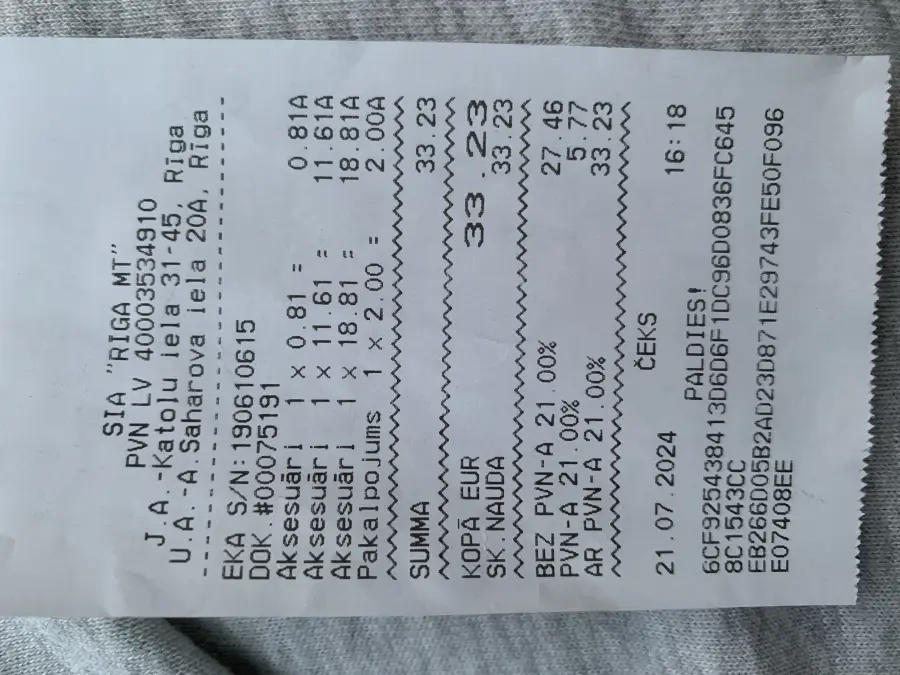 SIA "RIGA MT"
PVN LV 40003534910
J.A.-Katoļu iela 31-45, Rīga
U.A.-A.Saharova iela 20A, Rīga
--------------------------------
EKA S/N:190610615
DOK.#00075191
Aksesuāri 1 x 0.81 = 0.81A
Aksesuāri 1 x 11.61 = 11.61A
Aksesuāri 1 x 18.81 = 18.81A
Pakalpojums 1 x 2.00 = 2.00A
SUMMA 33.23
KOPĀ EUR 33.23
SK.NAUDA 33.23
BEZ PVN-A 21.00% 27.46
PVN-A 21.00% 5.77
AR PVN-A 21.00% 33.23
ČEKS
21.07.2024 16:18
PALDIES!
6CF92543B413D6D6F1DC96D0836FC645
8C1543CC
EB266D05B2AD23D871E29743FE50F096
E07408EE